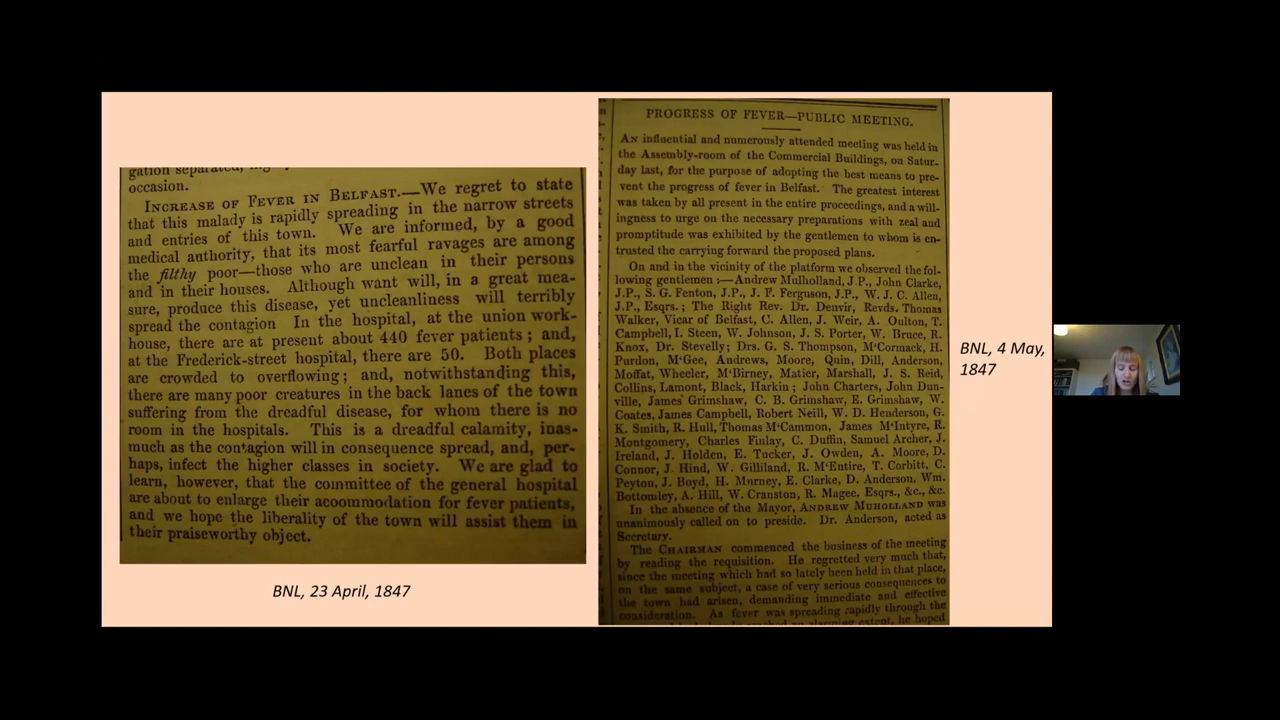 gation separated,
occasion.
INCREASE OF FEVER IN BELFAST.—We regret to state
that this malady is rapidly spreading in the narrow streets
and entries of this town. We are informed, by a good
medical authority, that its most fearful ravages are among
the filthy poor—those who are unclean in their persons
and in their houses. Although want will, in a great mea-
sure, produce this disease, yet uncleanliness will terribly
spread the contagion In the hospital, at the union work-
house, there are at present about 440 fever patients; and,
at the Frederick-street hospital, there are 50. Both places
are crowded to overflowing; and, notwithstanding this,
there are many poor creatures in the back lanes of the town
suffering from the dreadful disease, for whom there is no
room in the hospitals. This is a dreadful calamity, inas-
much as the contagion will in consequence spread, and, per-
haps, infect the higher classes in society. We are glad to
learn, however, that the committee of the general hospital
are about to enlarge their accommodation for fever patients,
and we hope the liberality of the town will assist them in
their praiseworthy object.
BNL, 23 April, 1847
PROGRESS OF FEVER—PUBLIC MEETING.
AN influential and numerously attended meeting was held in
the Assembly-room of the Commercial Buildings, on Satur-
day last, for the purpose of adopting the best means to pre-
vent the progress of fever in Belfast. The greatest interest
was taken by all present in the entire proceedings, and a will-
ingness to urge on the necessary preparations with zeal and
promptitude was exhibited by the gentlemen to whom is en-
trusted the carrying forward the proposed plans.
On and in the vicinity of the platform we observed the fol-
lowing gentlemen:—Andrew Mulholland, J.P., John Clarke,
J.P., S. G. Fenton, J.P., J. F. Ferguson, J.P., W. J. C. Allen,
J.P., Esqrs.; The Right Rev. Dr. Denvir, Revds. Thomas
Walker, Vicar of Belfast, C. Allen, J. Weir, A. Oulton, T.
Campbell, I. Steen, W. Johnson, J. S. Porter, W. Bruce, R.
Knox, Dr. Stevelly; Drs. G. S. Thompson, M'Cormack, H.
Purdon, M'Gee, Andrews, Moore, Quin, Dill, Anderson,
Moffat, Wheeler, M'Birney, Matier, Marshall, J. S. Reid,
Collins, Lamont, Black, Harkin; John Charters, John Dun-
ville, James Grimshaw, C. B. Grimshaw, E. Grimshaw, W.
Coates, James Campbell, Robert Neill, W. D. Henderson, G.
K. Smith, R. Hull, Thomas M'Cammon, James M'Intyre, R.
Montgomery, Charles Finlay, C. Duffin, Samuel Archer, J.
Ireland, J. Holden, E. Tucker, J. Owden, A. Moore, D.
Connor, J. Hind, W. Gilliland, R. M'Entire, T. Corbitt, C.
Peyton, J. Boyd, H. Murney, E. Clarke, D. Anderson, Wm.
Bottomley, A. Hill, W. Cranston, R. Magee, Esqrs., &c., &c.
In the absence of the Mayor, ANDREW MULHOLLAND was
unanimously called on to preside. Dr. Anderson, acted as
Secretary.
The CHAIRMAN commenced the business of the meeting
by reading the requisition. He regretted very much that,
since the meeting which had so lately been held in that place,
on the same subject, a case of very serious consequences to
the town had arisen, demanding immediate and effective
consideration. As fever was spreading rapidly through the
extent, he hoped
BNL, 4 May,
1847